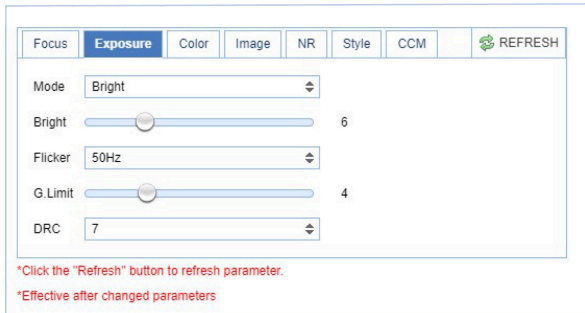 Focus Exposure Color Image NR Style CCM REFRESH
Mode Bright
Bright 6
Flicker 50Hz
G.Limit 4
DRC 7
*Click the "Refresh" button to refresh parameter.
*Effective after changed parameters